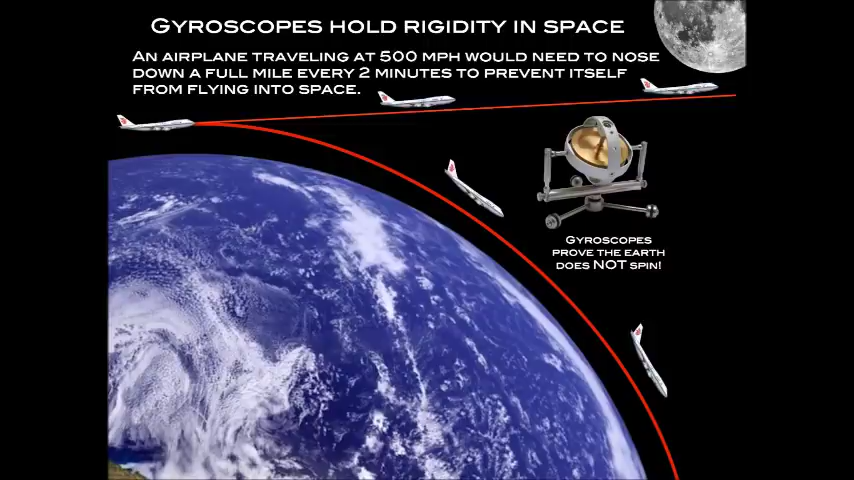 Gyroscopes hold rigidity in space
An airplane traveling at 500 mph would need to nose
down a full mile every 2 minutes to prevent itself
from flying into space.
Gyroscopes
prove the earth
does NOT spin!